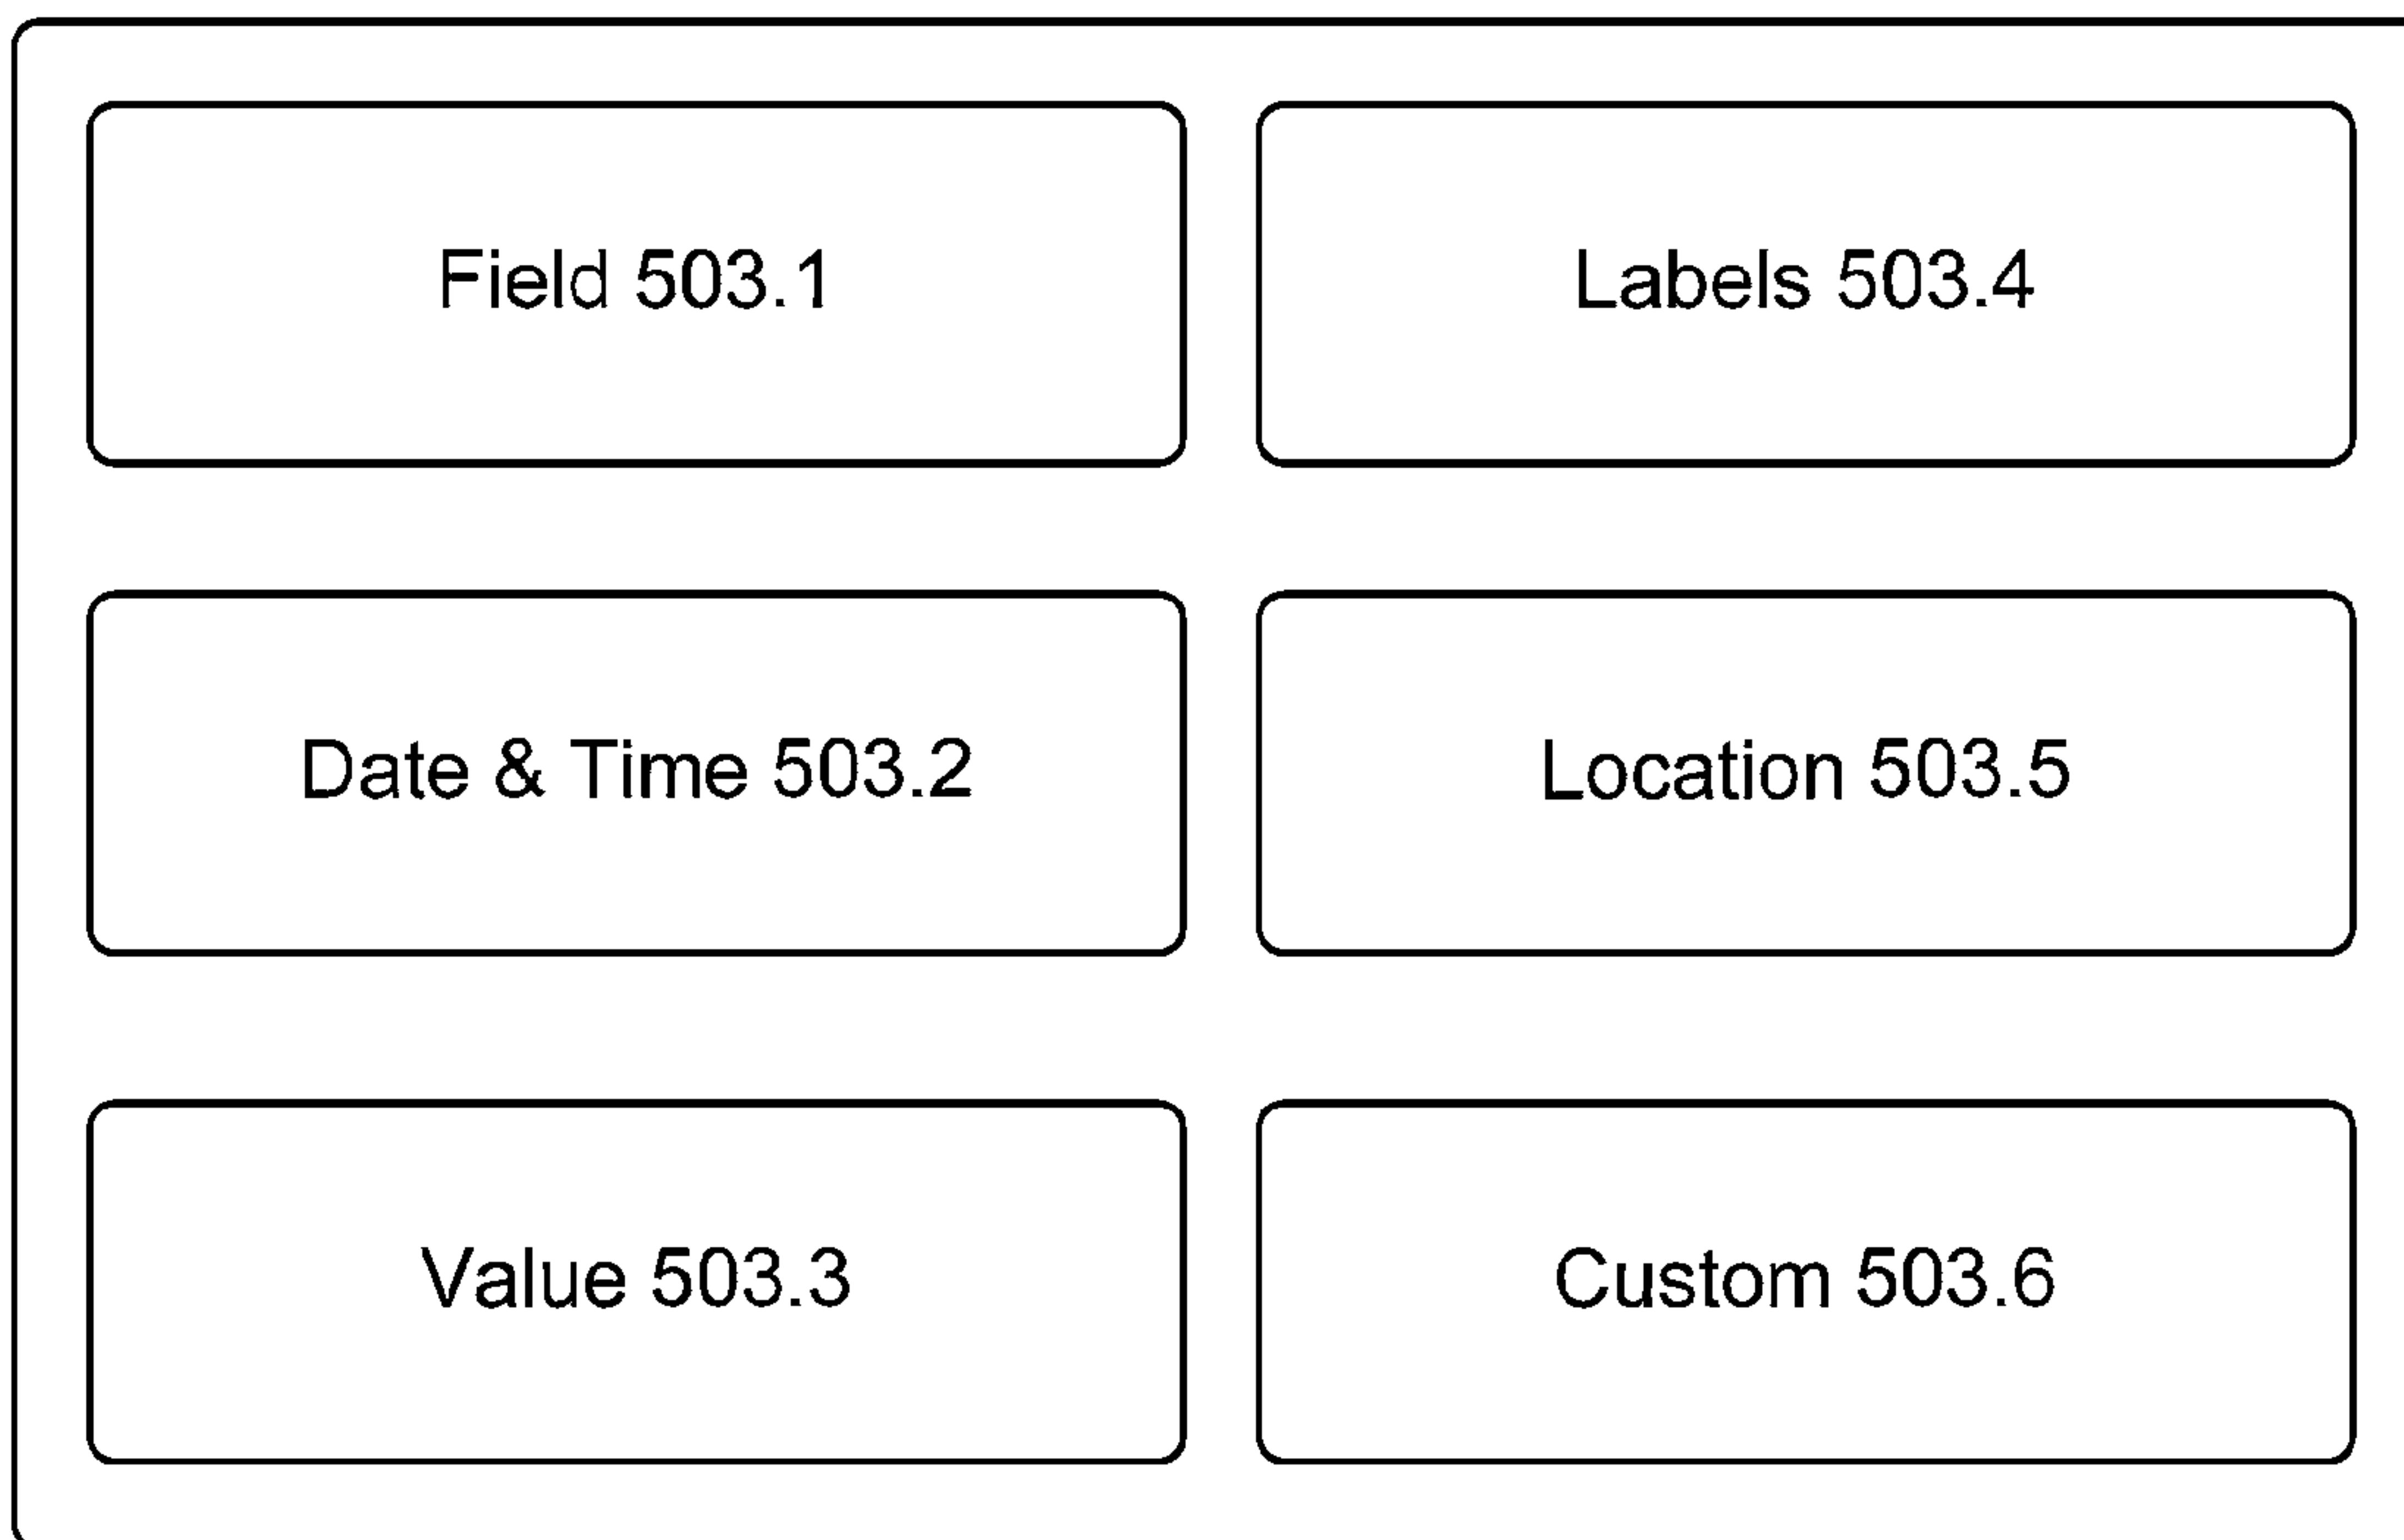 Field 503.1
Labels 503.4
Date & Time 503.2
Location 503.5
Value 503.3
Custom 503.6